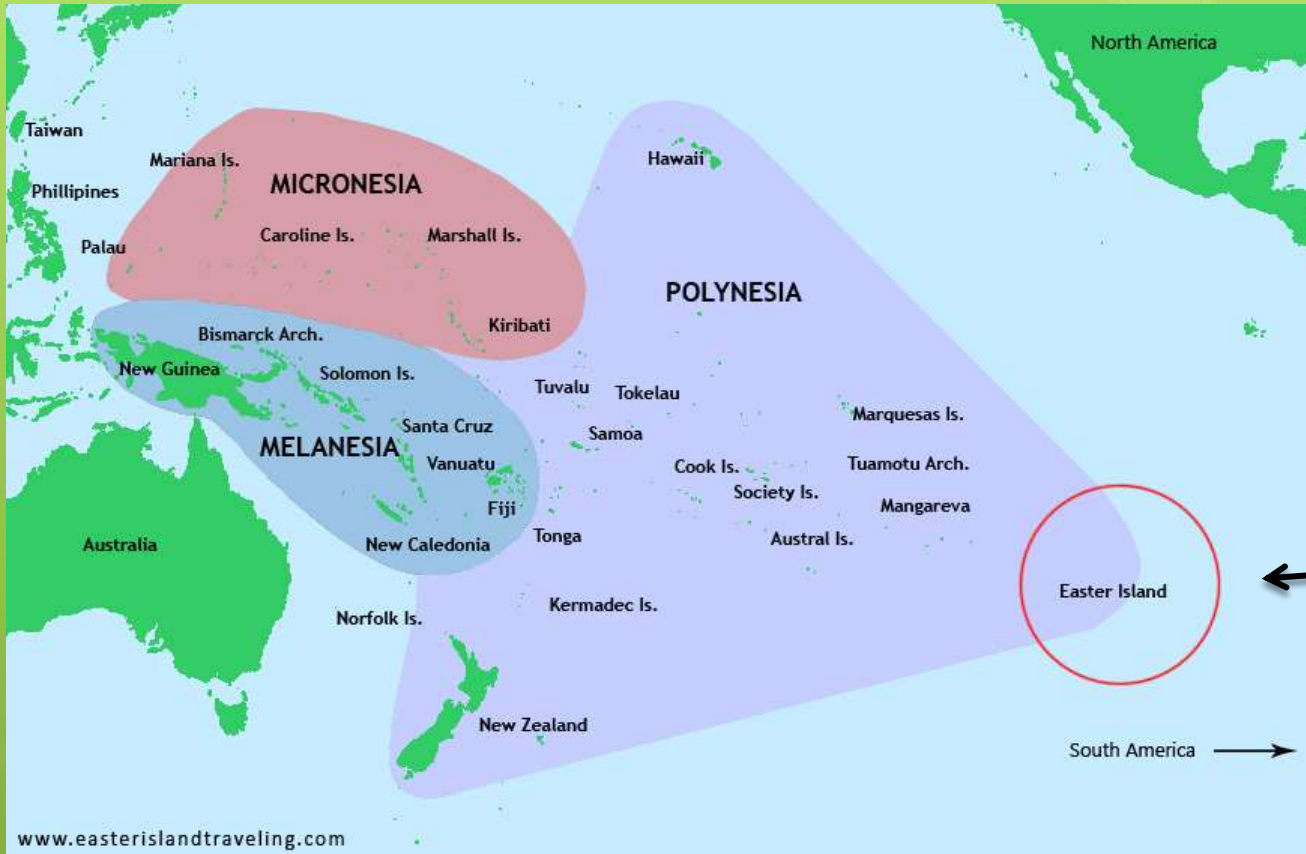 North America
Taiwan
Mariana Is.
Hawaii
MICRONESIA
Phillipines
Caroline Is.
Marshall Is.
Palau
POLYNESIA
Kiribati
Bismarck Arch.
New Guinea
Solomon Is.
Tuvalu
Tokelau
Marquesas Is.
Santa Cruz
Samoa
MELANESIA
Vanuatu
Cook Is.
Tuamotu Arch.
Society Is.
Fiji
Mangareva
Tonga
Austral Is.
Australia
New Caledonia
Easter Island
Kermadec Is.
Norfolk Is.
New Zealand
South America
www.easterislandtraveling.com